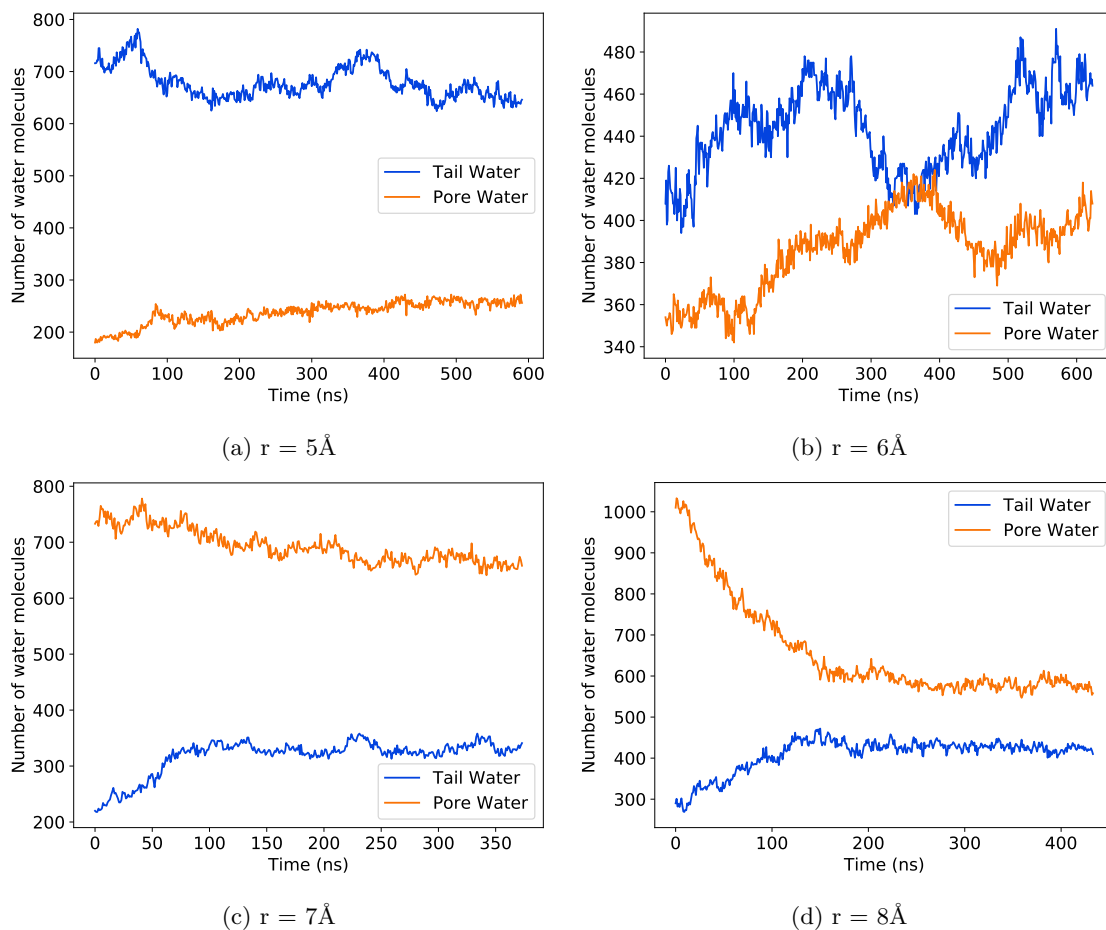 800
700
600
500
400
300
200
Number of water molecules
Tail Water
Pore Water
0 100 200 300 400 500 600
Time (ns)
(a) r = 5Å
480
460
440
420
400
380
360
340
Number of water molecules
Tail Water
Pore Water
0 100 200 300 400 500 600
Time (ns)
(b) r = 6Å
800
700
600
500
400
300
200
Number of water molecules
Tail Water
Pore Water
0 50 100 150 200 250 300 350
Time (ns)
(c) r = 7Å
1000
900
800
700
600
500
400
300
Number of water molecules
Tail Water
Pore Water
0 100 200 300 400
Time (ns)
(d) r = 8Å